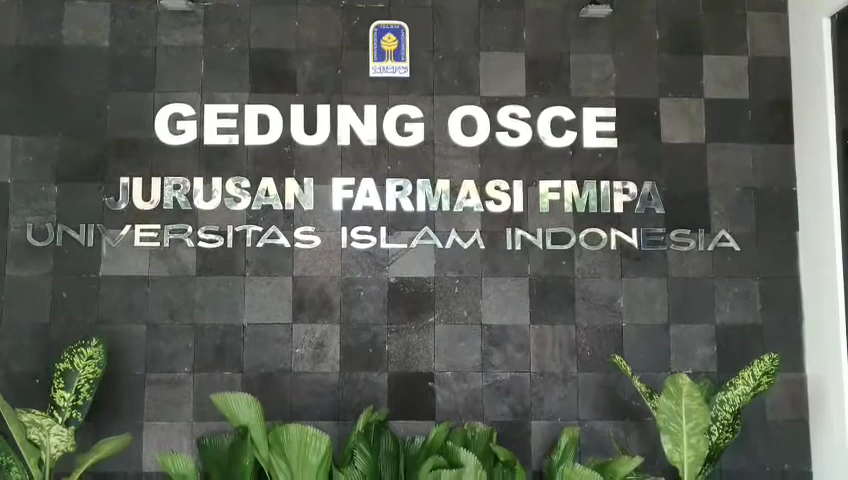 GEDUNG OSCE
JURUSAN FARMASI FMIPA
UNIVERSITAS ISLAM INDONESIA